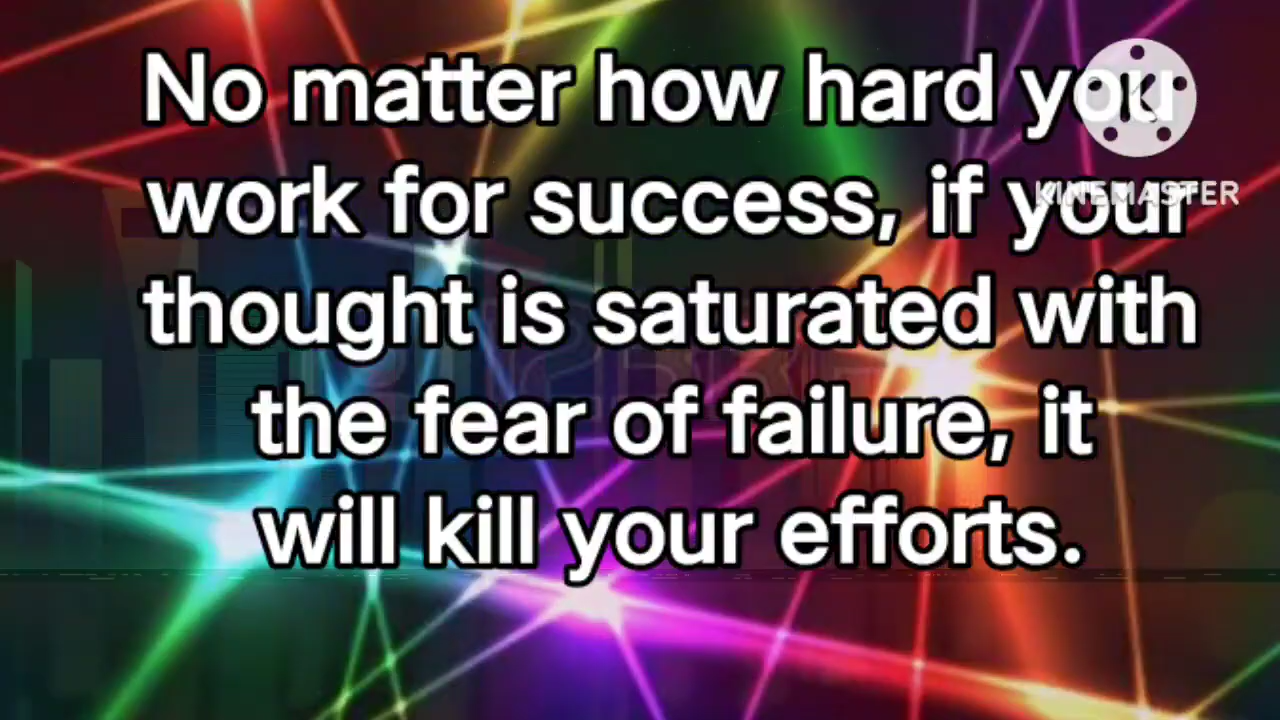 No matter how hard you
work for success, if your
thought is saturated with
the fear of failure, it
will kill your efforts.
KINEMASTER